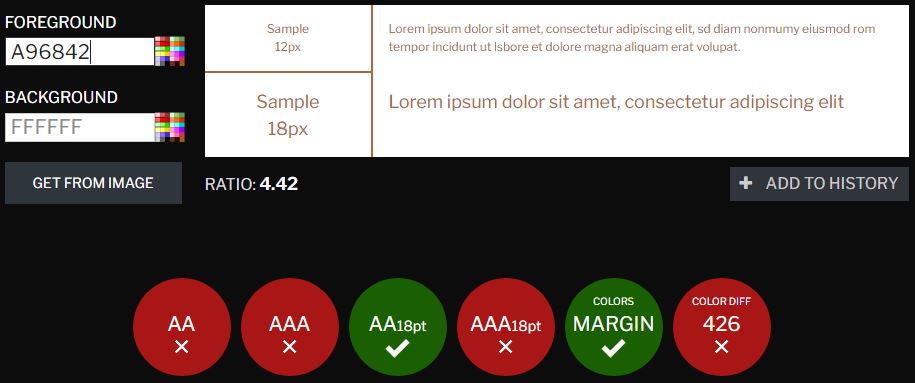 FOREGROUND
A96842
BACKGROUND
FFFFFF
GET FROM IMAGE
Sample
12px
Lorem ipsum dolor sit amet, consectetur adipiscing elit, sd diam nonmumy eiusmod rom
tempor incidunt ut lsbore et dolore magna aliquam erat volupat.
Sample
18px
Lorem ipsum dolor sit amet, consectetur adipiscing elit
RATIO: 4.42
+ ADD TO HISTORY
AA
AAA
AA18pt
AAA18pt
COLORS
MARGIN
COLOR DIFF
426